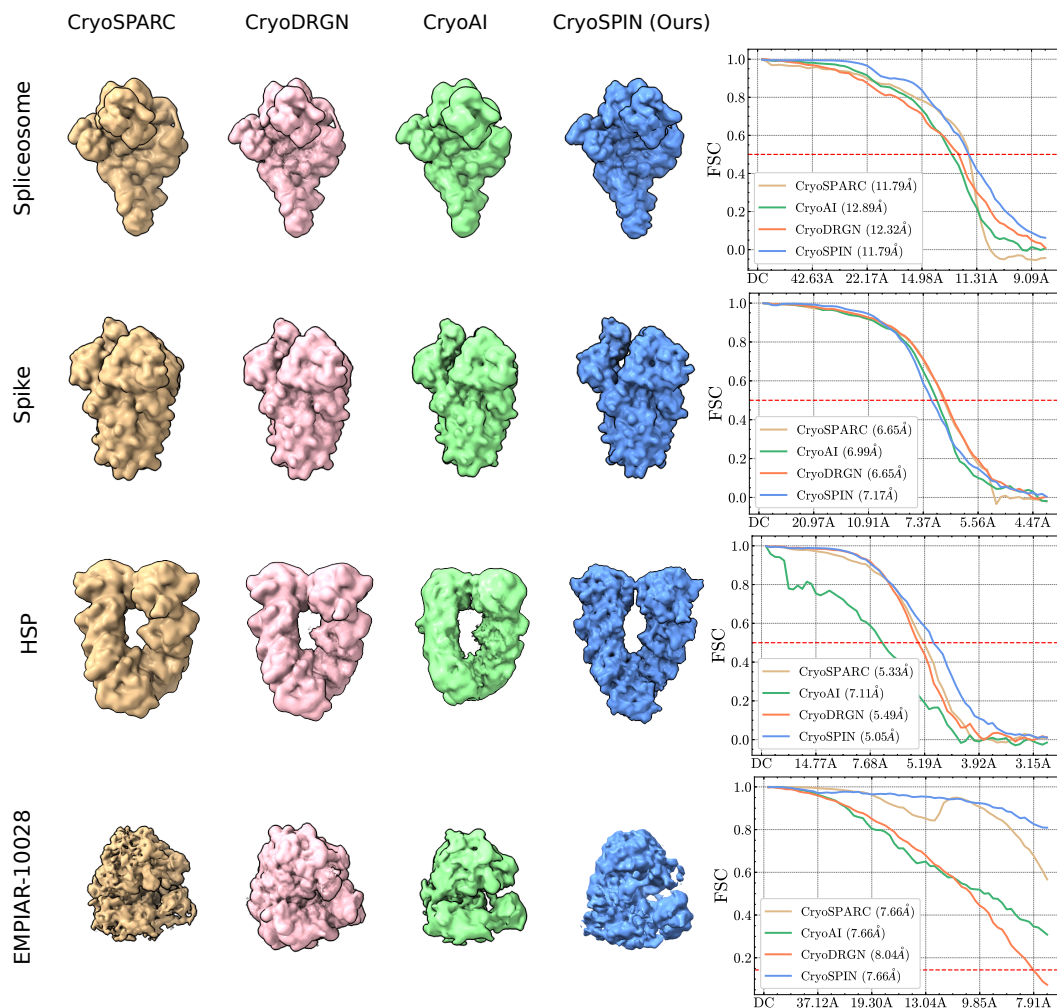 CryoSPARC CryoDRGN CryoAI CryoSPIN (Ours)
Spliceosome
1.0
0.8
0.6
0.4
0.2
0.0
FSC
CryoSPARC (11.79Å)
CryoAI (12.89Å)
CryoDRGN (12.32Å)
CryoSPIN (11.79Å)
DC 42.63A 22.17A 14.98A 11.31A 9.09A
Spike
1.0
0.8
0.6
0.4
0.2
0.0
FSC
CryoSPARC (6.65Å)
CryoAI (6.99Å)
CryoDRGN (6.65Å)
CryoSPIN (7.17Å)
DC 20.97A 10.91A 7.37A 5.56A 4.47A
HSP
1.0
0.8
0.6
0.4
0.2
0.0
FSC
CryoSPARC (5.33Å)
CryoAI (7.11Å)
CryoDRGN (5.49Å)
CryoSPIN (5.05Å)
DC 14.77A 7.68A 5.19A 3.92A 3.15A
EMPIAR-10028
1.0
0.8
0.6
0.4
0.2
FSC
CryoSPARC (7.66Å)
CryoAI (7.66Å)
CryoDRGN (8.04Å)
CryoSPIN (7.66Å)
DC 37.12A 19.30A 13.04A 9.85A 7.91A